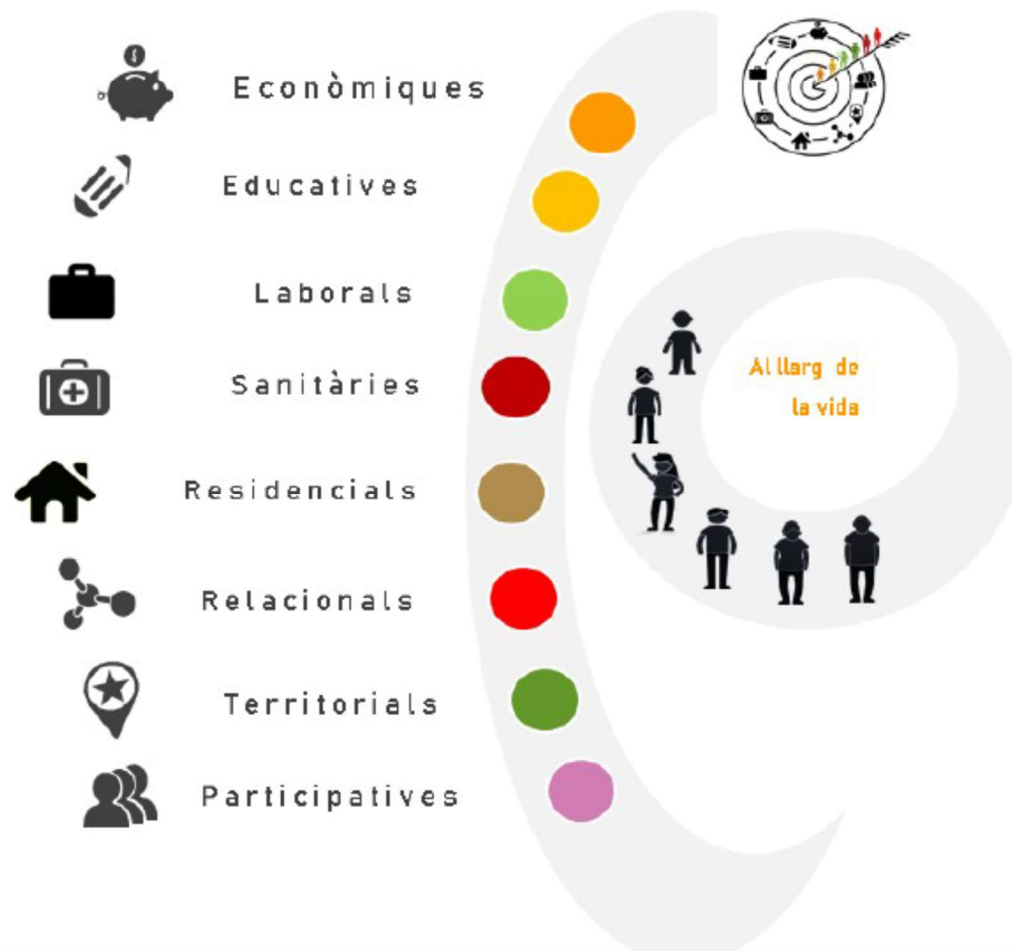 Econòmiques
Educatives
Laborals
Sanitàries
Residencials
Relacionals
Territorials
Participatives
Al llarg de
la vida